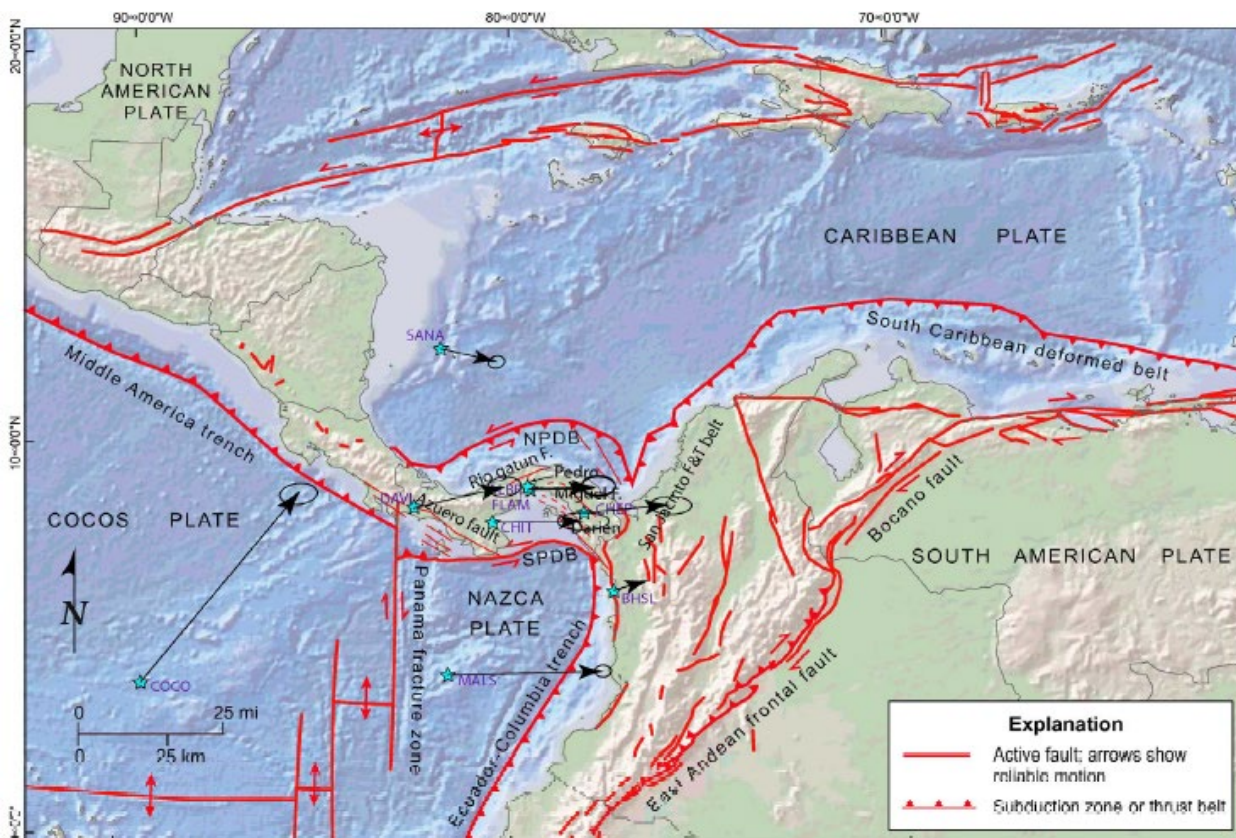 90°0'0"W
80°0'0"W
70°0'0"W
20°0'0"N
10°0'0"N
NORTH
AMERICAN
PLATE
CARIBBEAN PLATE
SANA
South Caribbean deformed belt
Middle America trench
NPDB
Rio gatun F.
Pedro
Miguel F.
FLAM
DAVI
Azuero fault
CHIT
CHEP
Darien
San Jacinto F&T belt
Bocano fault
COCOS PLATE
SOUTH AMERICAN PLATE
SPDB
N
Panama fracture zone
NAZCA
PLATE
BHSL
MALS
COCO
Ecuador-Columbia trench
East Andean frontal fault
0 25 mi
0 25 km
Explanation
Active fault; arrows show
reliable motion
Subduction zone or thrust belt